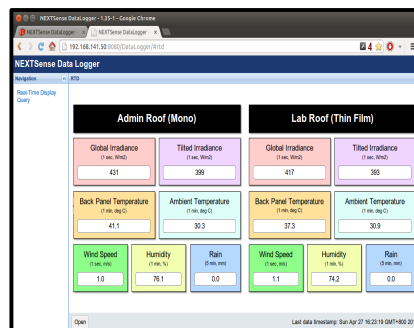 NEXTSense DataLogger - 1.35-1 - Google Chrome
NEXTSense DataLogger - x NEXTSense DataLogger - x
192.168.141.50:8080/DataLogger/#rtd
4
NEXTSense Data Logger
Navigation
RTD
Real-Time Display
Query
Admin Roof (Mono)
Lab Roof (Thin Film)
Global Irradiance
(1 sec, W/m2)
431
Tilted Irradiance
(1 sec, W/m2)
399
Global Irradiance
(1 sec, W/m2)
417
Tilted Irradiance
(1 sec, W/m2)
393
Back Panel Temperature
(1 min, deg C)
41.1
Ambient Temperature
(1 min, deg C)
30.3
Back Panel Temperature
(1 min, deg C)
37.3
Ambient Temperature
(1 min, deg C)
30.9
Wind Speed
(1 sec, m/s)
1.0
Humidity
(1 min, %)
76.1
Rain
(5 min, mm)
0.0
Wind Speed
(1 sec, m/s)
1.1
Humidity
(1 min, %)
74.2
Rain
(5 min, mm)
0.0
Open
Last data timestamp: Sun Apr 27 16:23:19 GMT+800 20